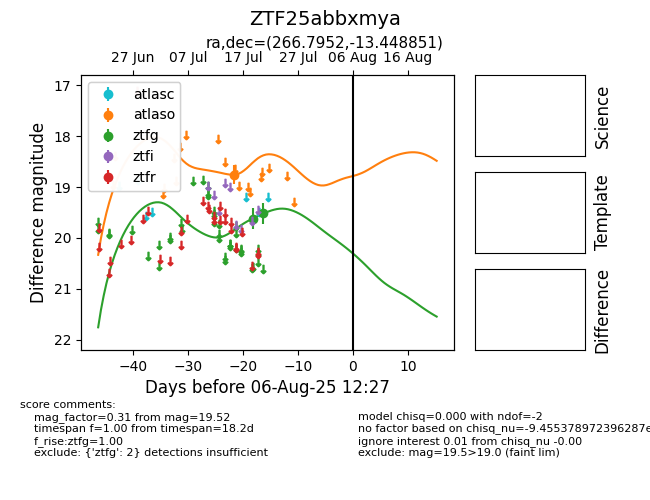 ZTF25abbxmya
ra,dec=(266.7952,-13.448851)
27 Jun 07 Jul 17 Jul 27 Jul 06 Aug 16 Aug
17
18
19
20
21
22
Difference magnitude
atlasc
atlaso
ztfg
ztfi
ztfr
−40 −30 −20 −10 0 10
Days before 06-Aug-25 12:27
Science
Template
Difference
score comments:
mag_factor=0.31 from mag=19.52
timespan f=1.00 from timespan=18.2d
f_rise:ztfg=1.00
exclude: {'ztfg': 2} detections insufficient
model chisq=0.000 with ndof=-2
no factor based on chisq_nu=-9.455378972396287e
ignore interest 0.01 from chisq_nu -0.00
exclude: mag=19.5>19.0 (faint lim)